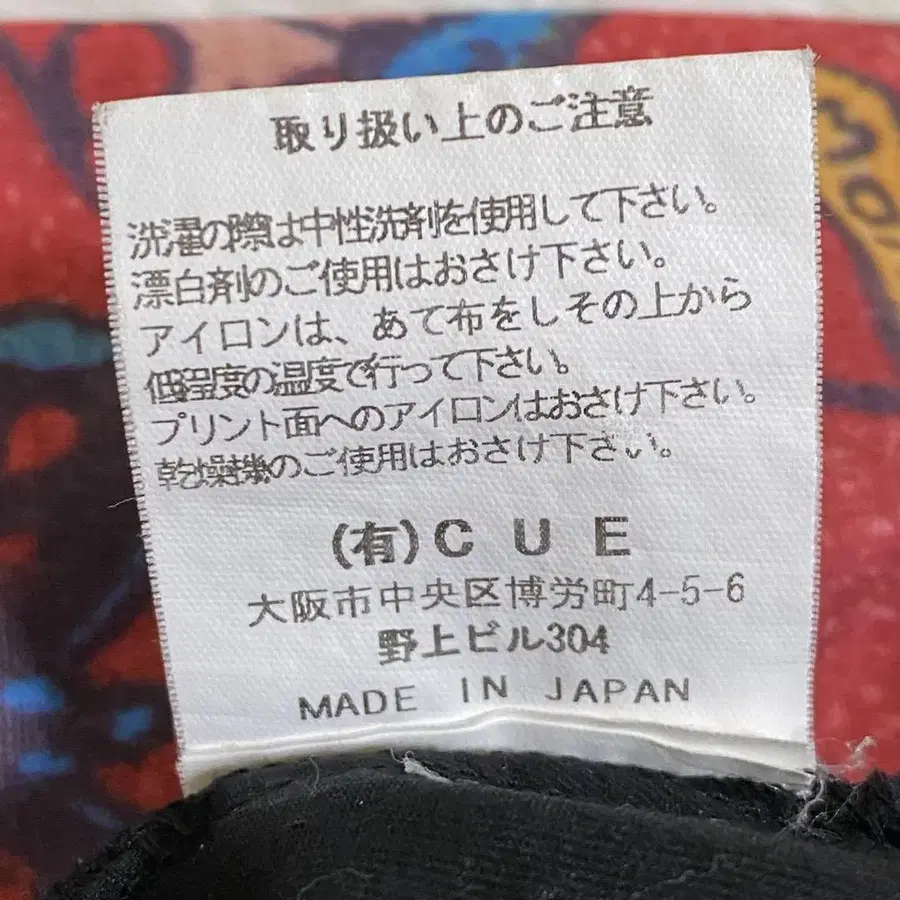 取り扱い上のご注意
洗濯の際は中性洗剤を使用して下さい。
漂白剤のご使用はおさけ下さい。
アイロンは、あて布をしその上から
低程度の温度で行って下さい。
プリント面へのアイロンはおさけ下さい。
乾燥機のご使用はおさけ下さい。
(有)CUE
大阪市中央区博労町4-5-6
野上ビル304
MADE IN JAPAN